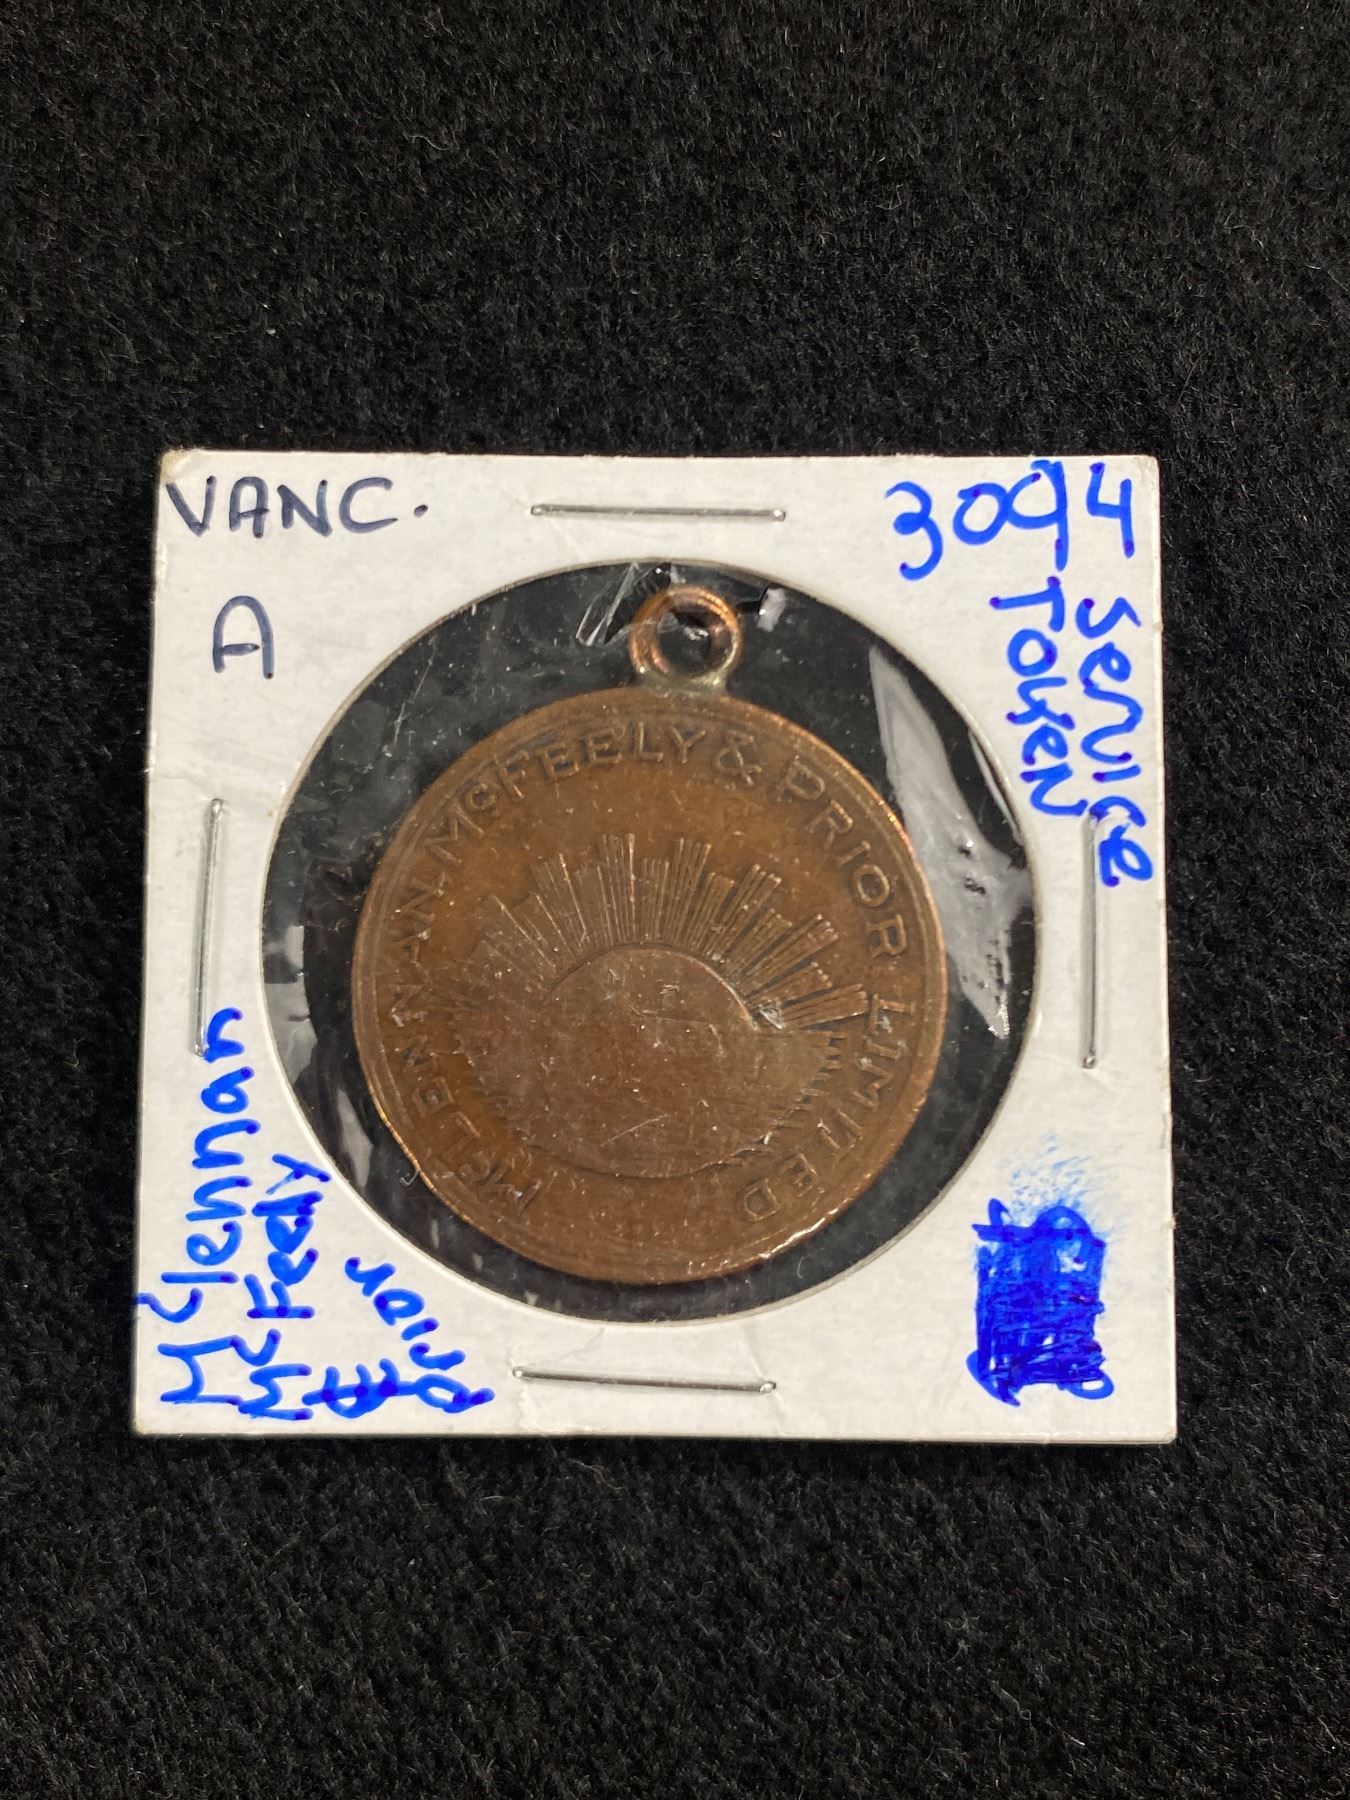 VANC.
A
3094
Service
Token
McLENNAN McFEELY & PRIOR LIMITED
McLennan
McFeely
& Prior